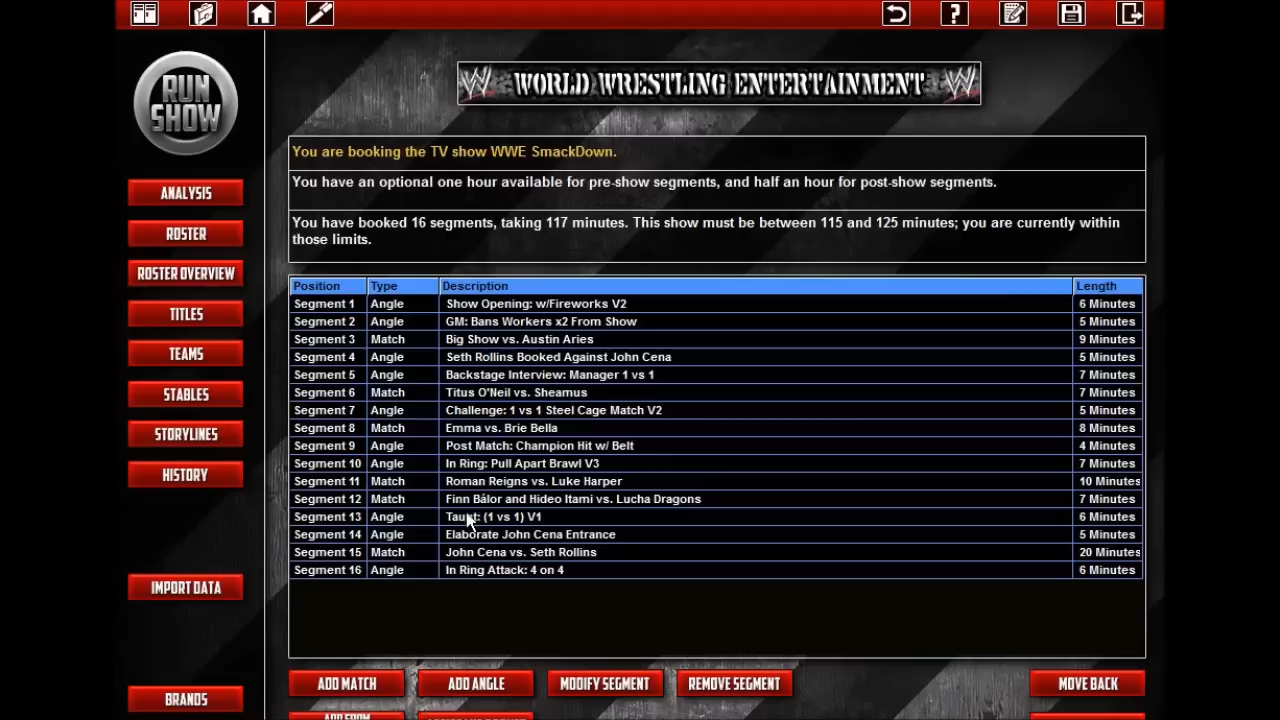 WORLD WRESTLING ENTERTAINMENT
RUN SHOW
You are booking the TV show WWE SmackDown.
You have an optional one hour available for pre-show segments, and half an hour for post-show segments.
You have booked 16 segments, taking 117 minutes. This show must be between 115 and 125 minutes; you are currently within
those limits.
ANALYSIS
ROSTER
ROSTER OVERVIEW
TITLES
TEAMS
STABLES
STORYLINES
HISTORY
IMPORT DATA
BRANDS
Position Type Description Length
Segment 1 Angle Show Opening: w/Fireworks V2 6 Minutes
Segment 2 Angle GM: Bans Workers x2 From Show 5 Minutes
Segment 3 Match Big Show vs. Austin Aries 9 Minutes
Segment 4 Angle Seth Rollins Booked Against John Cena 5 Minutes
Segment 5 Angle Backstage Interview: Manager 1 vs 1 7 Minutes
Segment 6 Match Titus O'Neil vs. Sheamus 7 Minutes
Segment 7 Angle Challenge: 1 vs 1 Steel Cage Match V2 5 Minutes
Segment 8 Match Emma vs. Brie Bella 8 Minutes
Segment 9 Angle Post Match: Champion Hit w/ Belt 4 Minutes
Segment 10 Angle In Ring: Pull Apart Brawl V3 7 Minutes
Segment 11 Match Roman Reigns vs. Luke Harper 10 Minutes
Segment 12 Match Finn Bálor and Hideo Itami vs. Lucha Dragons 7 Minutes
Segment 13 Angle Taunt: (1 vs 1) V1 6 Minutes
Segment 14 Angle Elaborate John Cena Entrance 5 Minutes
Segment 15 Match John Cena vs. Seth Rollins 20 Minutes
Segment 16 Angle In Ring Attack: 4 on 4 6 Minutes
ADD MATCH ADD ANGLE MODIFY SEGMENT REMOVE SEGMENT MOVE BACK
ADD FROM